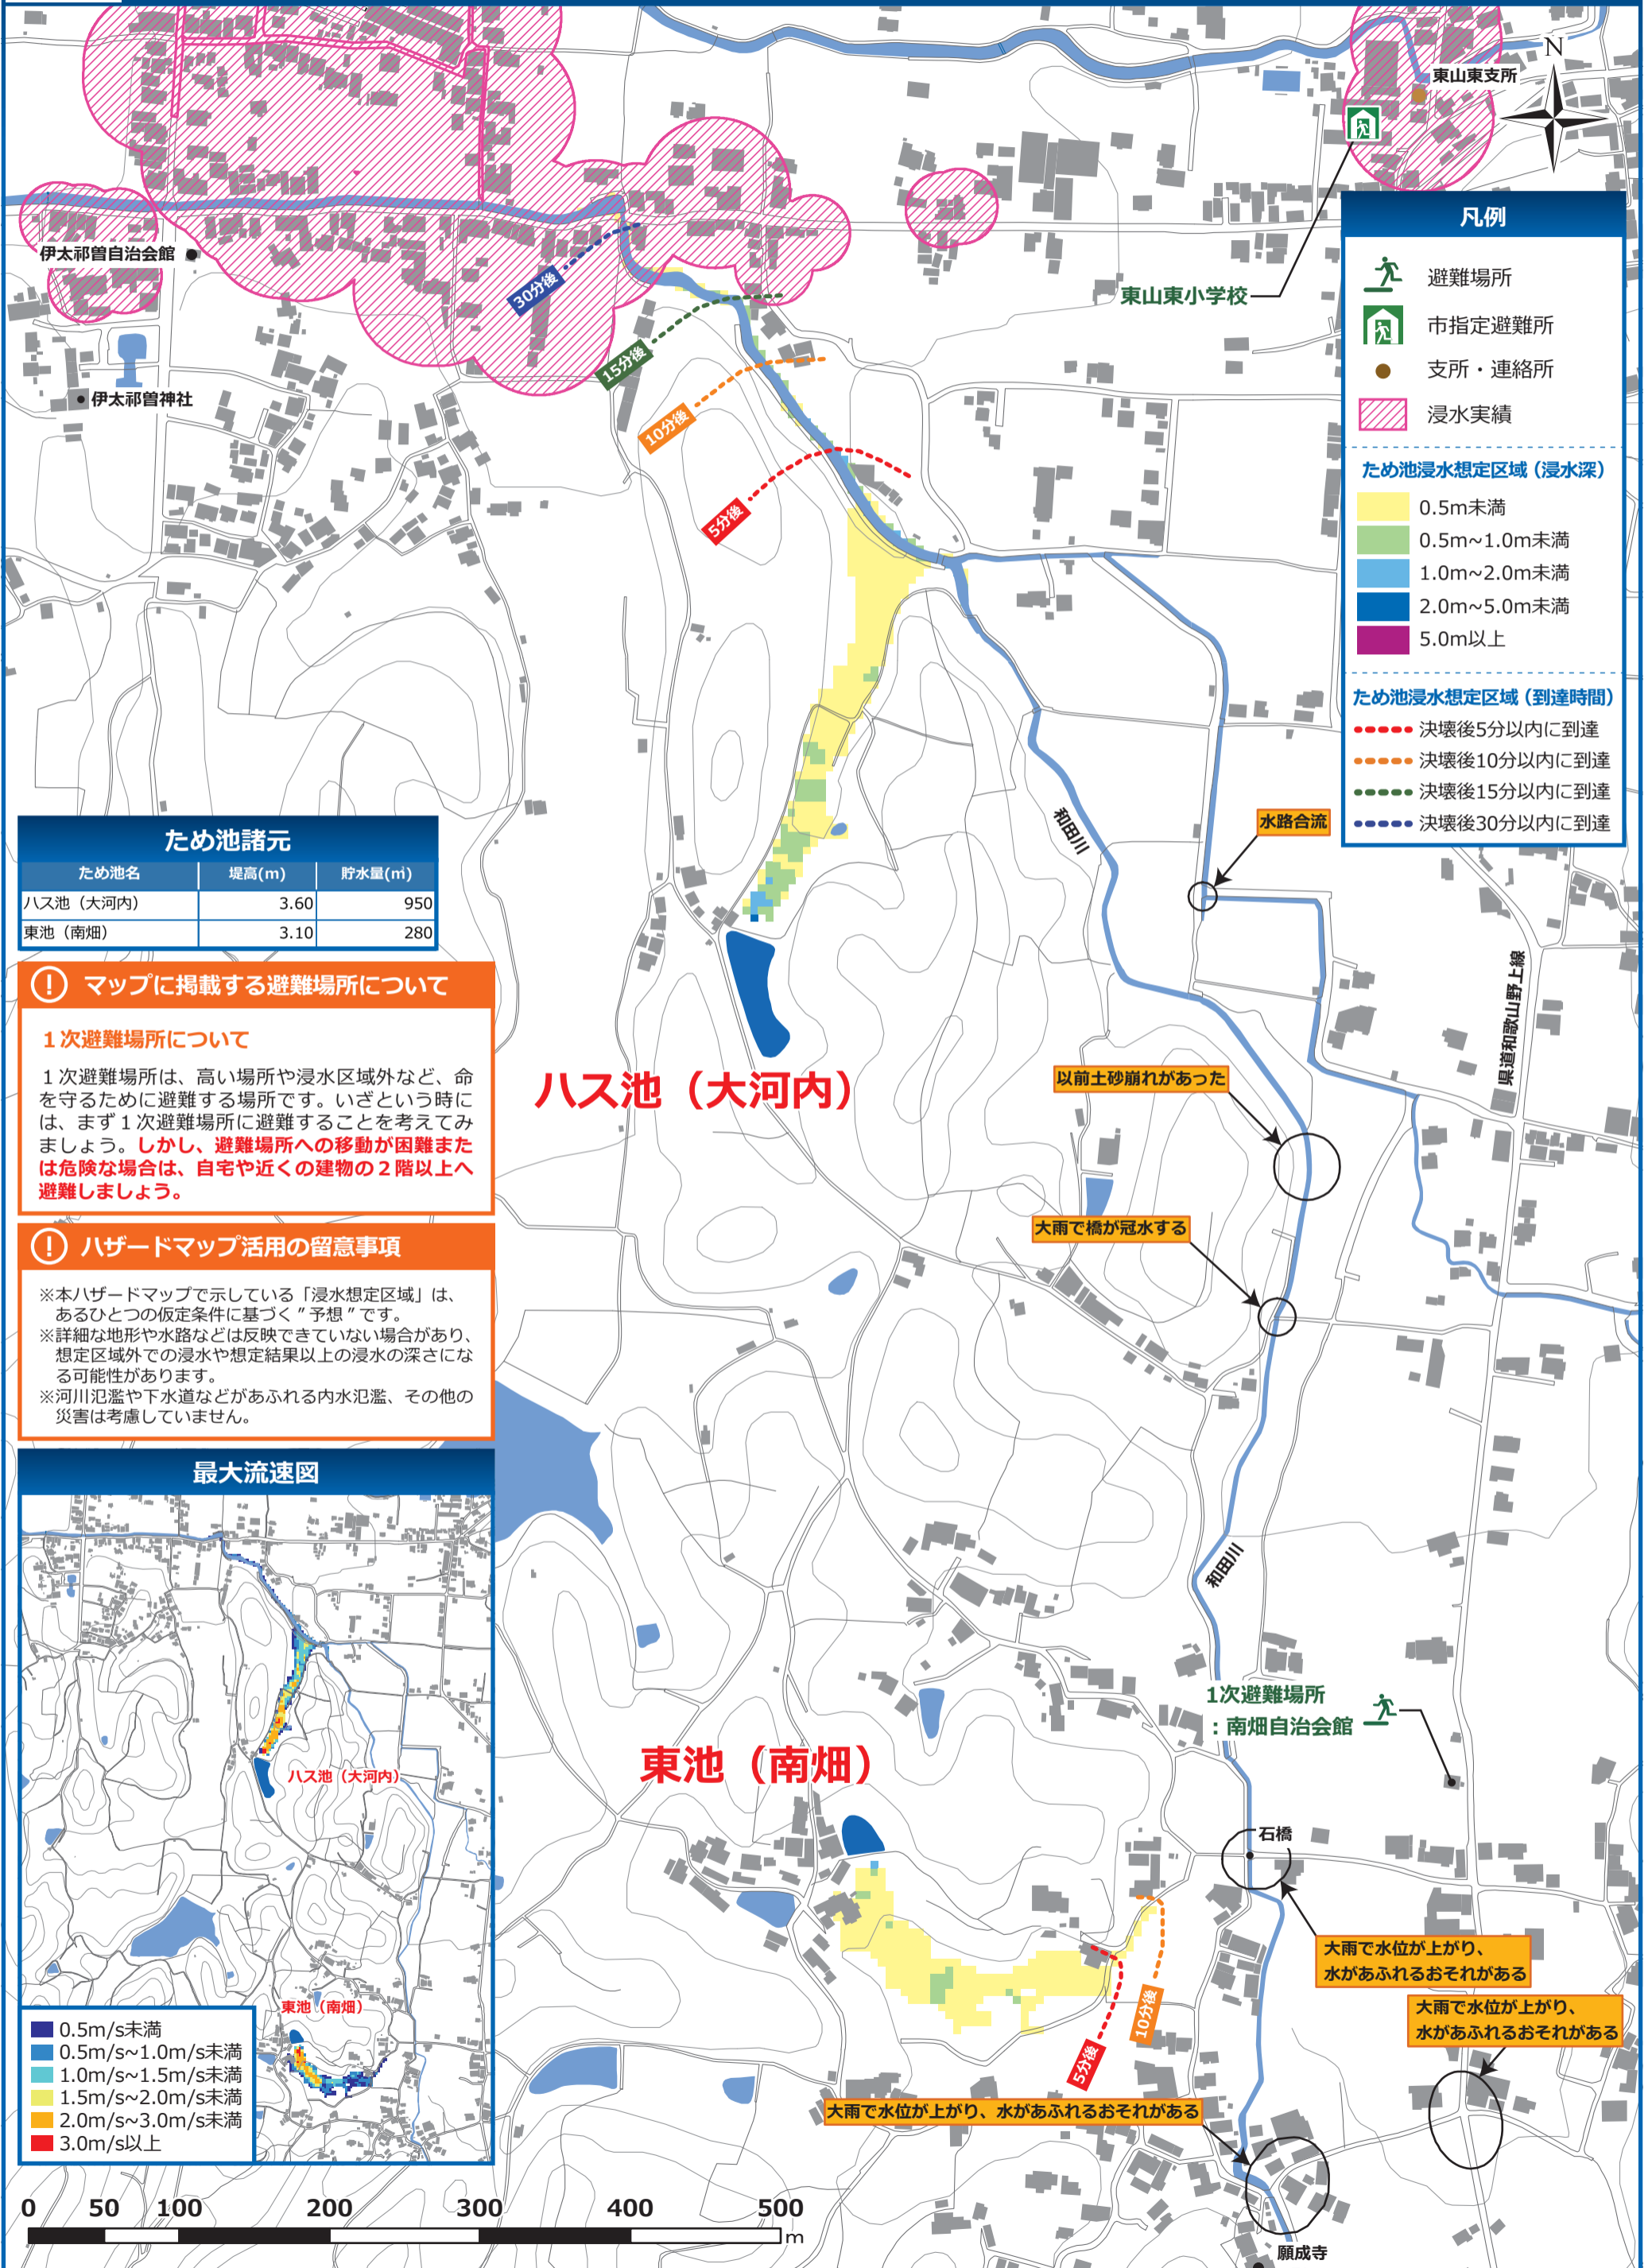 N
東山東支所
伊太祁曽自治会館
30分後
15分後
10分後
5分後
東山東小学校
伊太祁曽神社
凡例
避難場所
市指定避難所
支所・連絡所
浸水実績
ため池浸水想定区域（浸水深）
0.5m未満
0.5m~1.0m未満
1.0m~2.0m未満
2.0m~5.0m未満
5.0m以上
ため池浸水想定区域（到達時間）
決壊後5分以内に到達
決壊後10分以内に到達
決壊後15分以内に到達
決壊後30分以内に到達
和田川
水路合流
県道和歌山野上線
ため池諸元
ため池名 堤高(m) 貯水量(㎥)
ハス池（大河内） 3.60 950
東池（南畑） 3.10 280
マップに掲載する避難場所について
１次避難場所について
１次避難場所は、高い場所や浸水区域外など、命
を守るために避難する場所です。いざという時に
は、まず１次避難場所に避難することを考えてみ
ましょう。しかし、避難場所への移動が困難また
は危険な場合は、自宅や近くの建物の２階以上へ
避難しましょう。
ハス池（大河内）
以前土砂崩れがあった
大雨で橋が冠水する
ハザードマップ活用の留意事項
※本ハザードマップで示している「浸水想定区域」は、
あるひとつの仮定条件に基づく〃予想〃です。
※詳細な地形や水路などは反映できていない場合があり、
想定区域外での浸水や想定結果以上の浸水の深さにな
る可能性があります。
※河川氾濫や下水道などがあふれる内水氾濫、その他の
災害は考慮していません。
最大流速図
ハス池（大河内）
東池（南畑）
0.5m/s未満
0.5m/s~1.0m/s未満
1.0m/s~1.5m/s未満
1.5m/s~2.0m/s未満
2.0m/s~3.0m/s未満
3.0m/s以上
和田川
1次避難場所
：南畑自治会館
東池（南畑）
石橋
大雨で水位が上がり、
水があふれるおそれがある
大雨で水位が上がり、
水があふれるおそれがある
10分後
5分後
大雨で水位が上がり、水があふれるおそれがある
願成寺
0 50 100 200 300 400 500
m